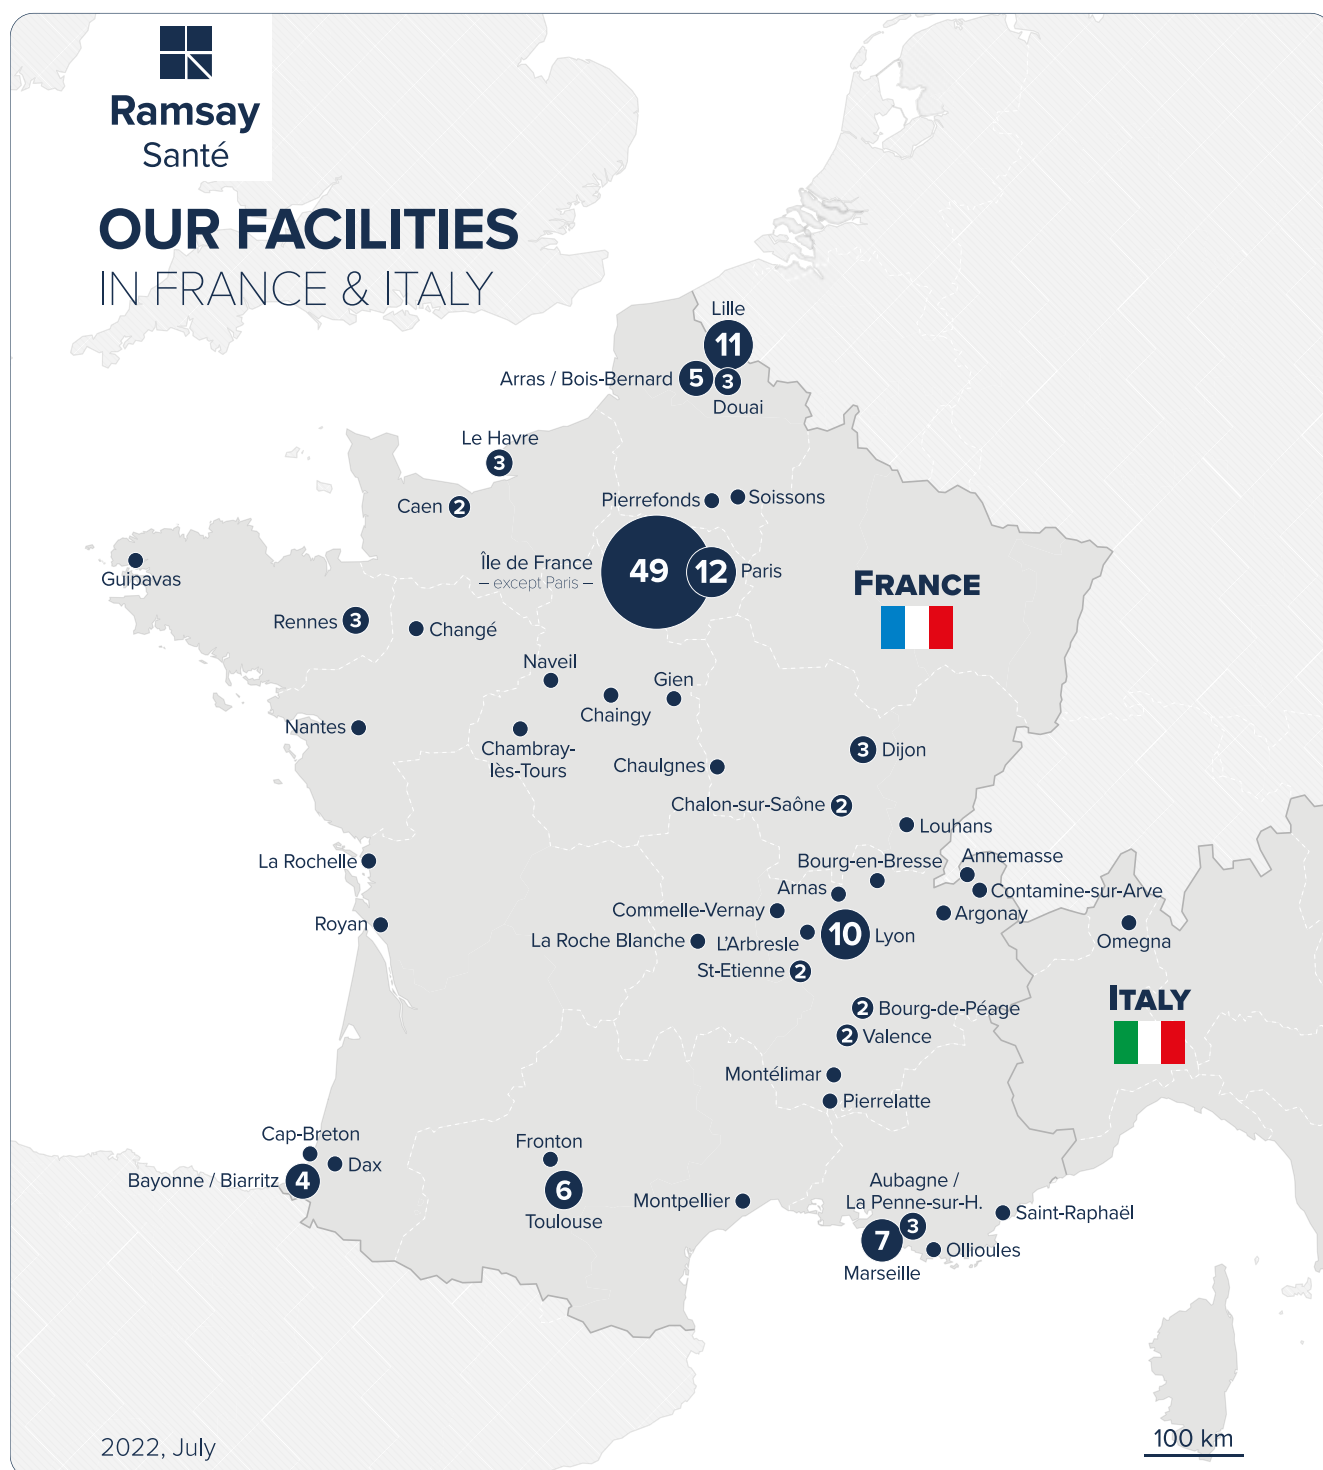 Ramsay
Santé
OUR FACILITIES
IN FRANCE & ITALY
Lille
11
Arras / Bois-Bernard
5
3
Douai
Le Havre
3
Caen
2
Pierrefonds
Soissons
Île de France
– except Paris –
49
12
Paris
FRANCE
Guipavas
Rennes
3
Changé
Naveil
Chaingy
Gien
Nantes
Chambray-
lès-Tours
Chaulgnes
3
Dijon
Chalon-sur-Saône
2
Louhans
La Rochelle
Bourg-en-Bresse
Annemasse
Arnas
Contamine-sur-Arve
Commelle-Vernay
Argonay
Royan
La Roche Blanche
L'Arbresle
10
Lyon
Omegna
St-Etienne
2
ITALY
2
Bourg-de-Péage
2
Valence
Montélimar
Pierrelatte
Cap-Breton
Dax
Bayonne / Biarritz
4
Fronton
6
Toulouse
Montpellier
Aubagne /
La Penne-sur-H.
3
Saint-Raphaël
7
Marseille
Ollioules
2022, July
100 km